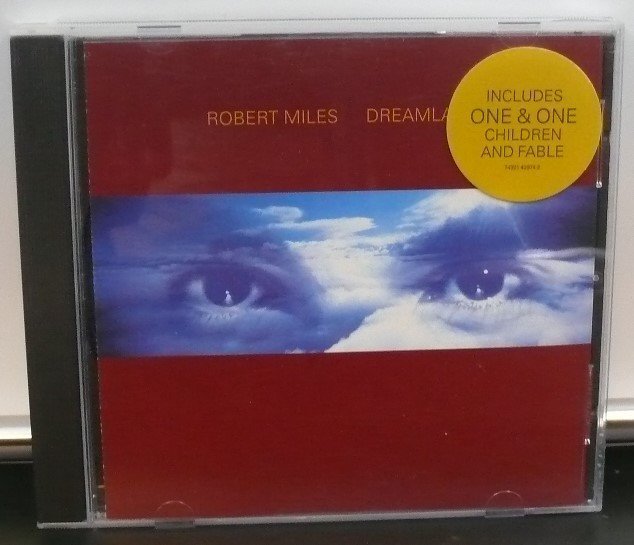 ROBERT MILES DREAMLA
INCLUDES
ONE & ONE
CHILDREN
AND FABLE